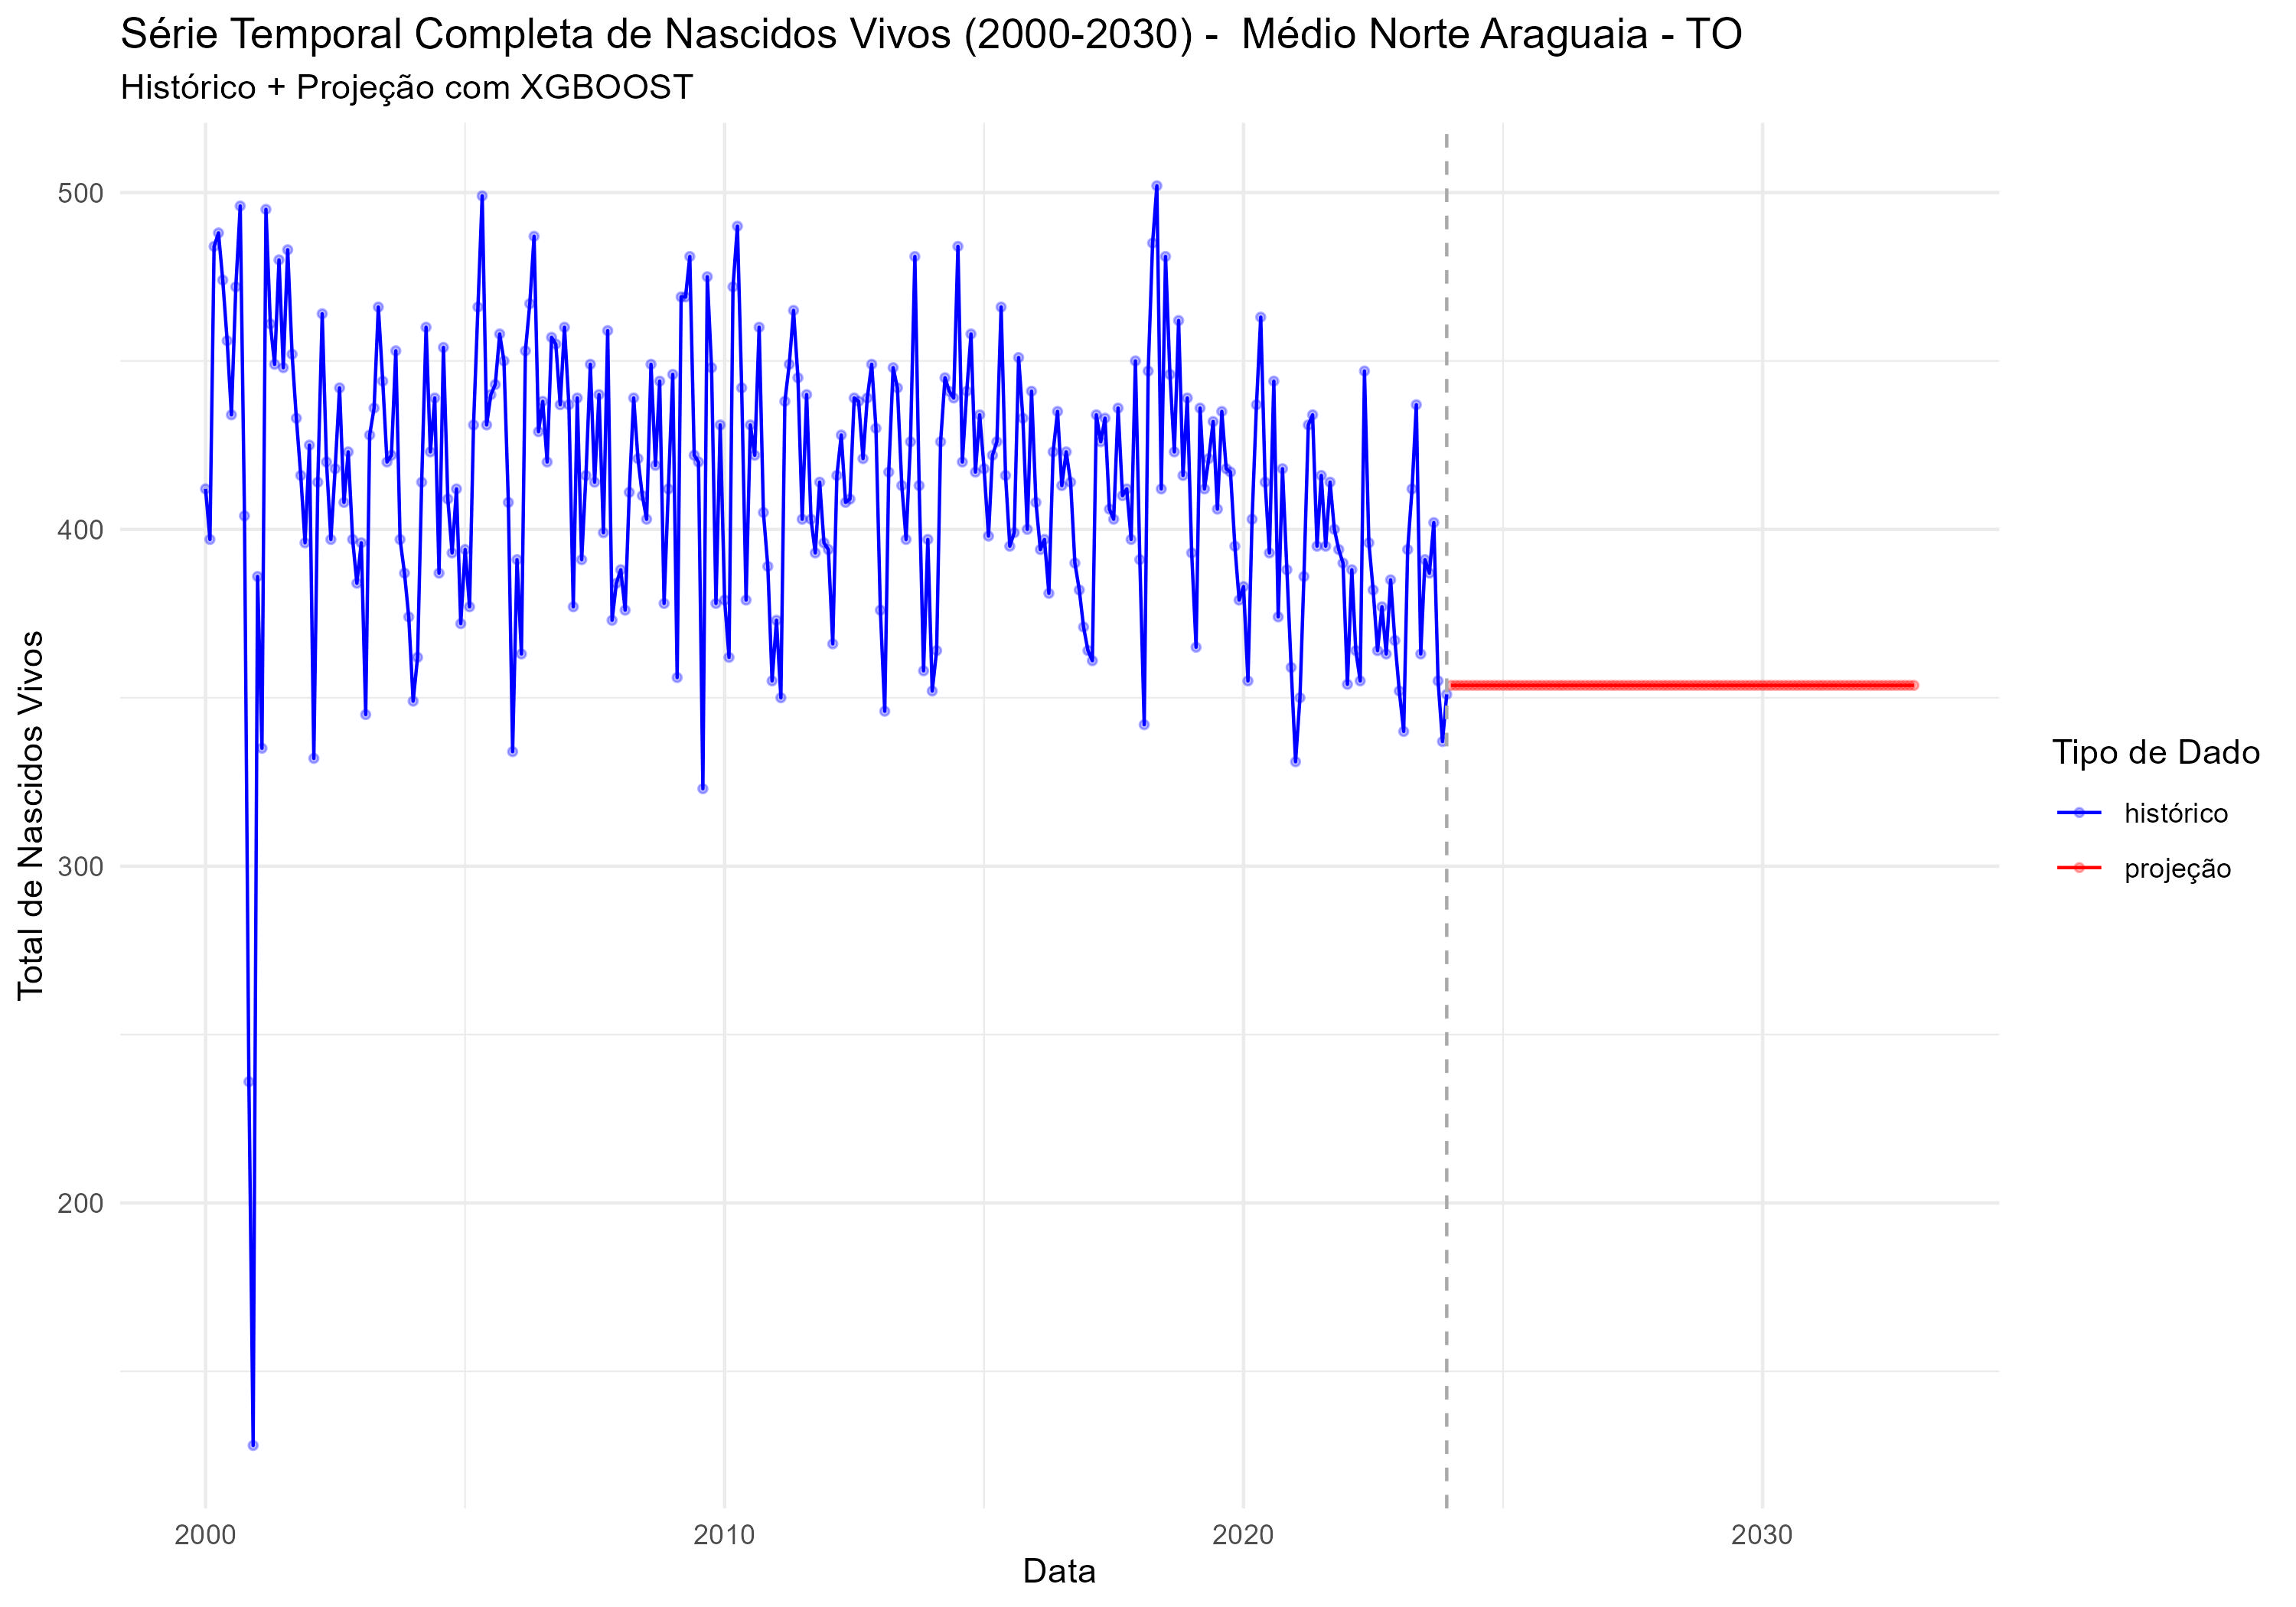 Série Temporal Completa de Nascidos Vivos (2000-2030) -  Médio Norte Araguaia - TO
Histórico + Projeção com XGBOOST
Total de Nascidos Vivos
500
400
300
200
2000
2010
2020
2030
Data
Tipo de Dado
histórico
projeção